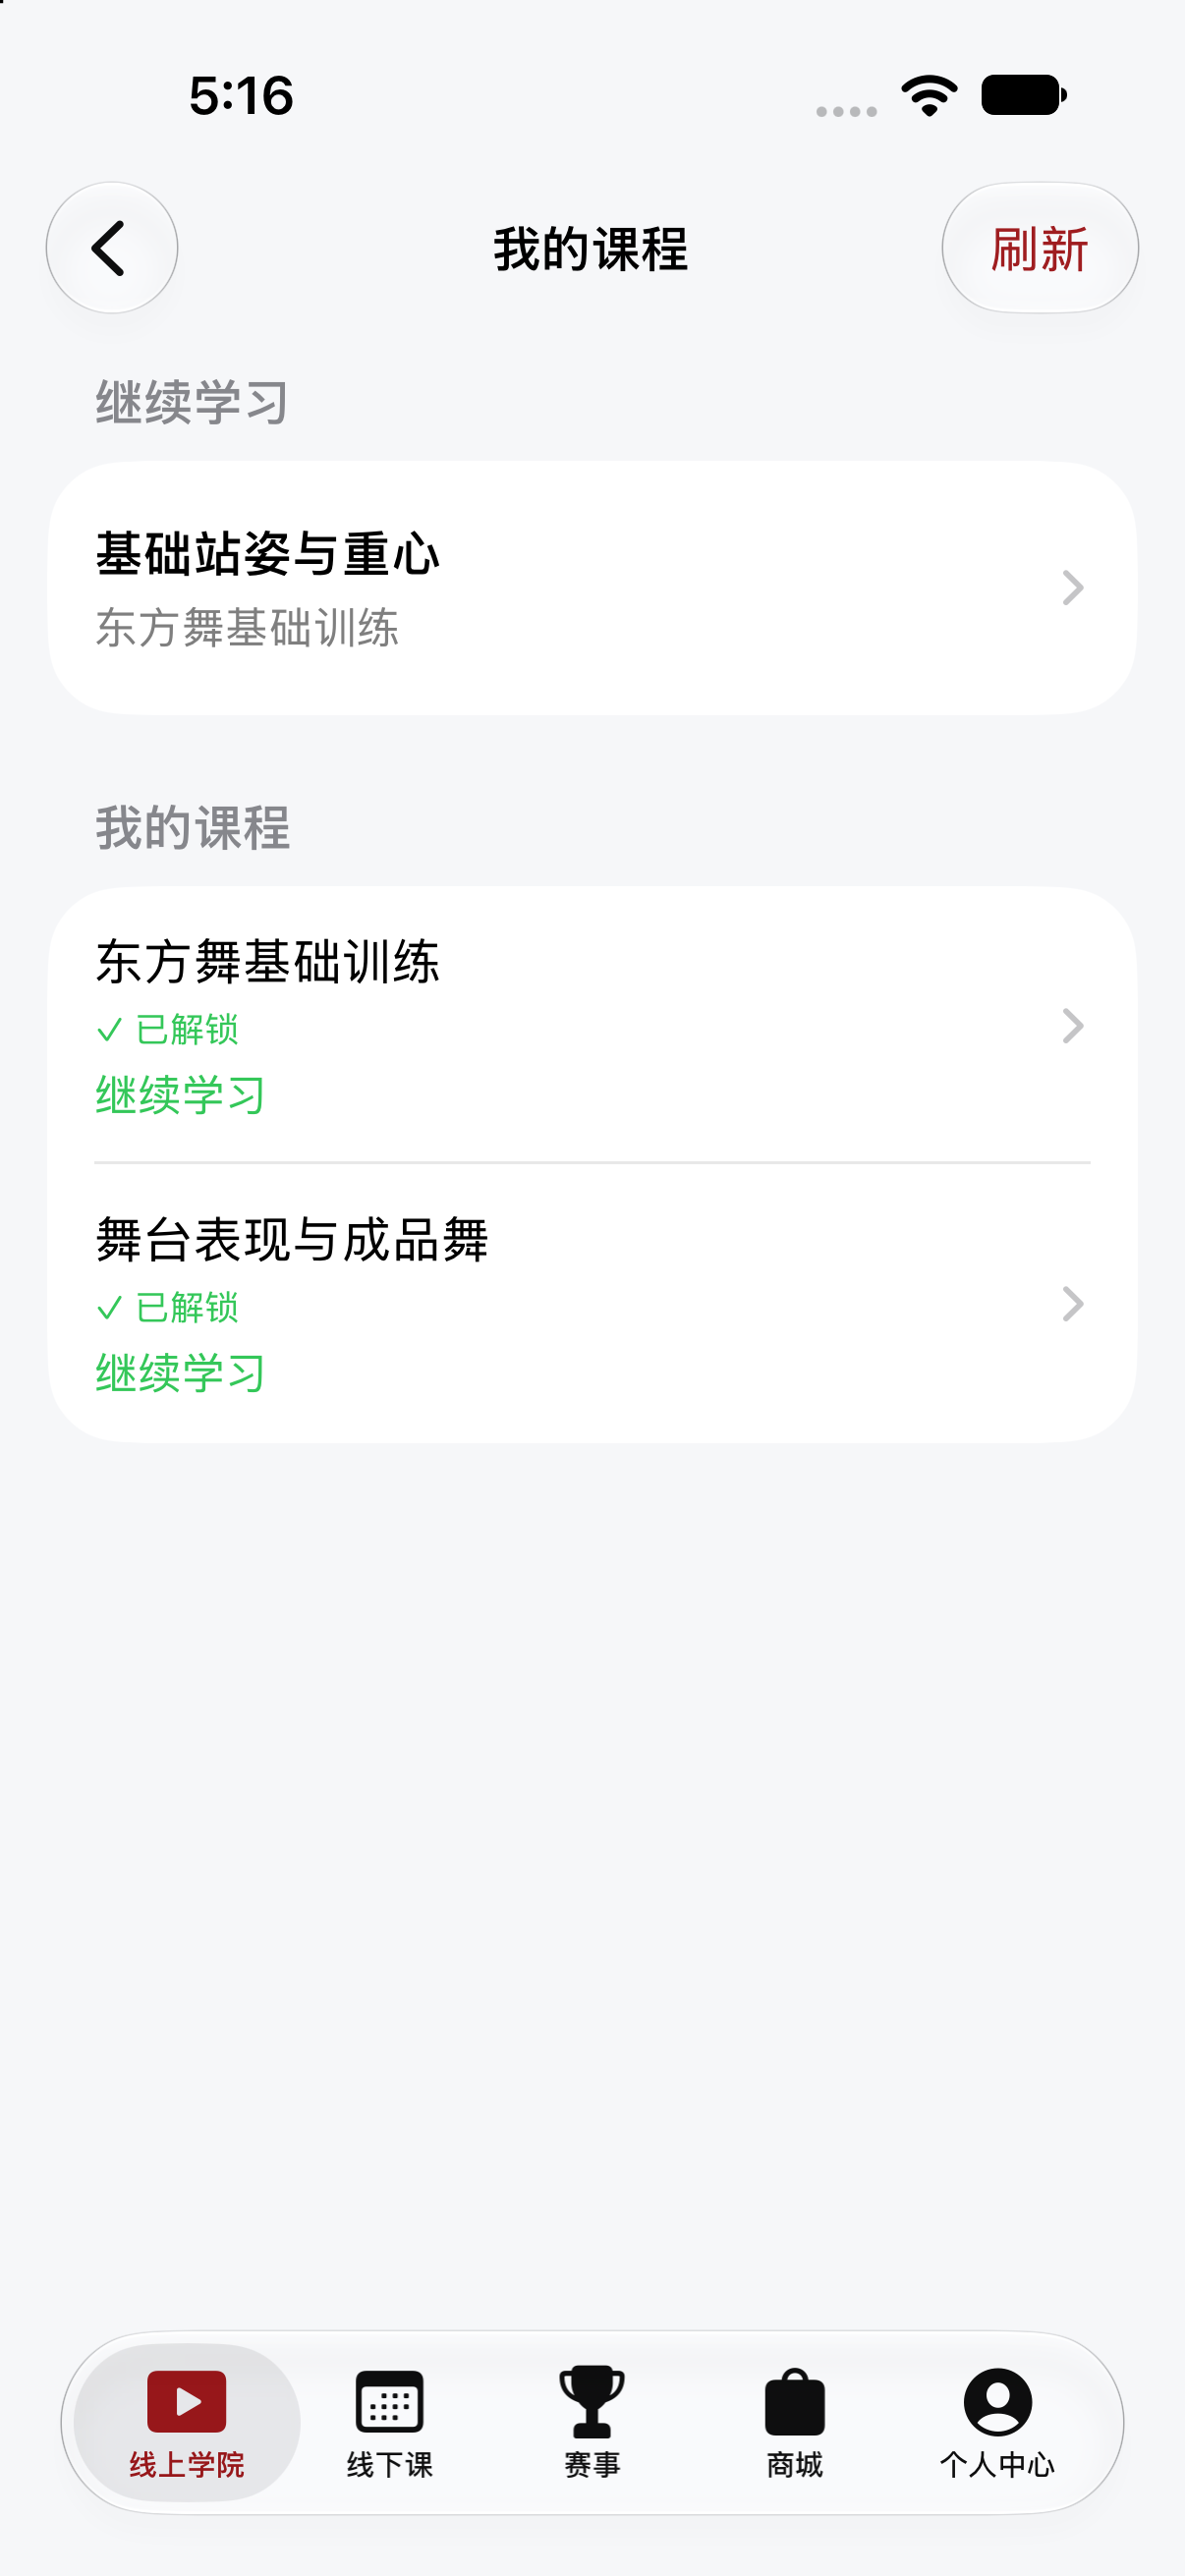 5:16
我的课程
刷新
继续学习
基础站姿与重心
东方舞基础训练
我的课程
东方舞基础训练
✓ 已解锁
继续学习
舞台表现与成品舞
✓ 已解锁
继续学习
线上学院
线下课
赛事
商城
个人中心